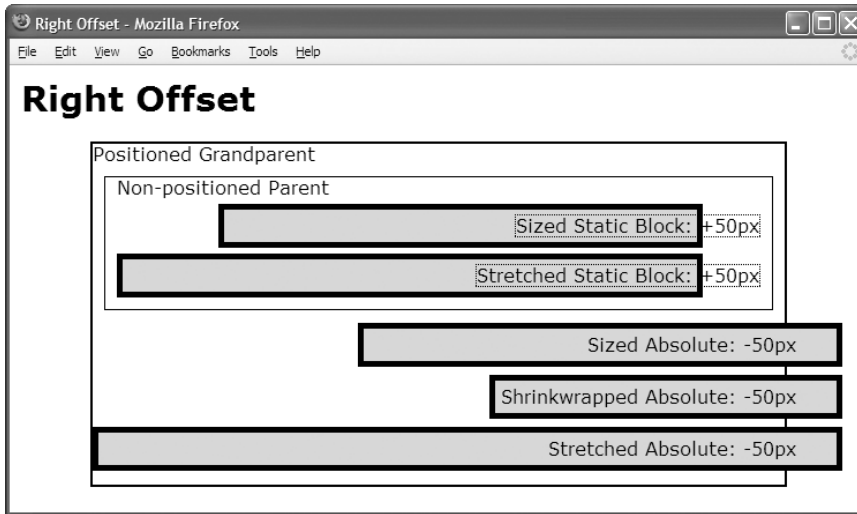 Right Offset - Mozilla Firefox
File Edit View Go Bookmarks Tools Help
Right Offset
Positioned Grandparent
Non-positioned Parent
Sized Static Block: +50px
Stretched Static Block: +50px
Sized Absolute: -50px
Shrinkwrapped Absolute: -50px
Stretched Absolute: -50px